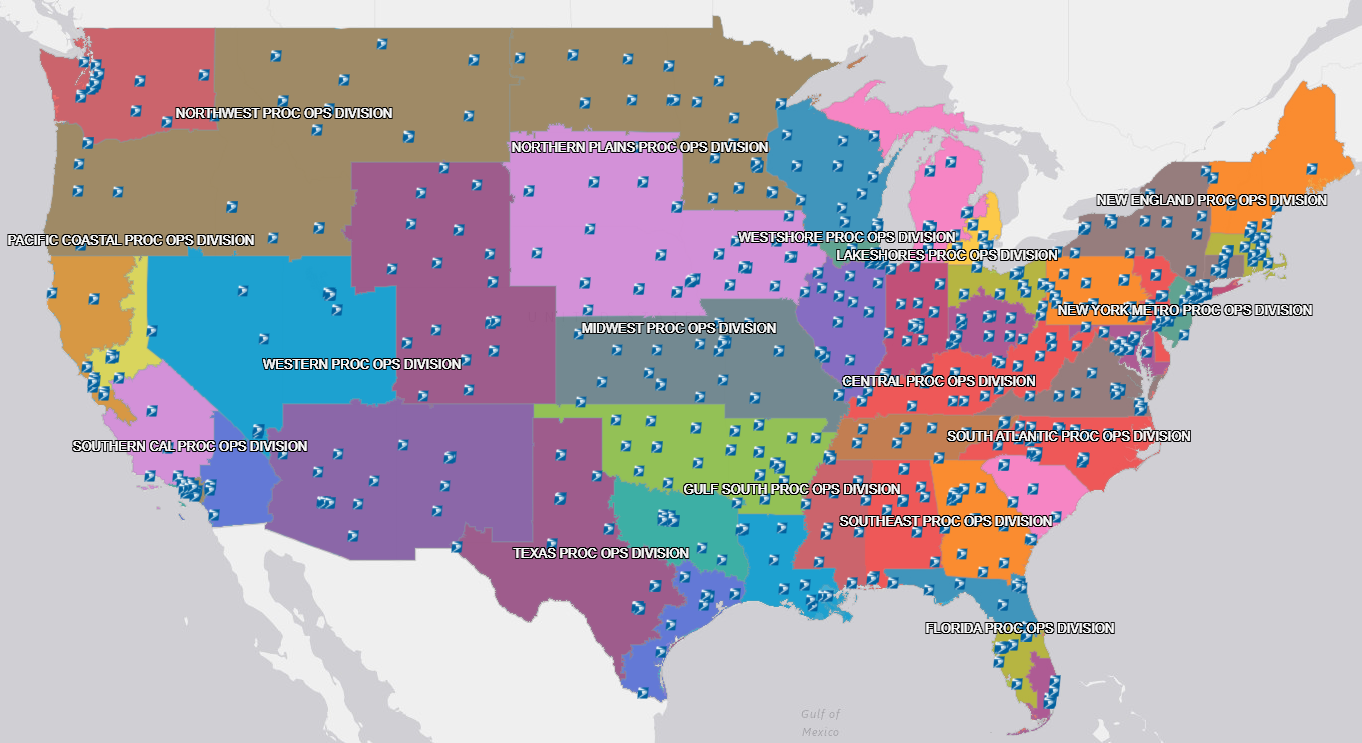 NORTHWEST PROC OPS DIVISION
NORTHERN PLAINS PROC OPS DIVISION
NEW ENGLAND PROC OPS DIVISION
PACIFIC COASTAL PROC OPS DIVISION
WESTSHORE PROC OPS DIVISION
LAKESHORES PROC OPS DIVISION
NEW YORK METRO PROC OPS DIVISION
MIDWEST PROC OPS DIVISION
WESTERN PROC OPS DIVISION
CENTRAL PROC OPS DIVISION
SOUTH ATLANTIC PROC OPS DIVISION
SOUTHERN CAL PROC OPS DIVISION
GULF SOUTH PROC OPS DIVISION
SOUTHEAST PROC OPS DIVISION
TEXAS PROC OPS DIVISION
FLORIDA PROC OPS DIVISION
Gulf of
Mexico